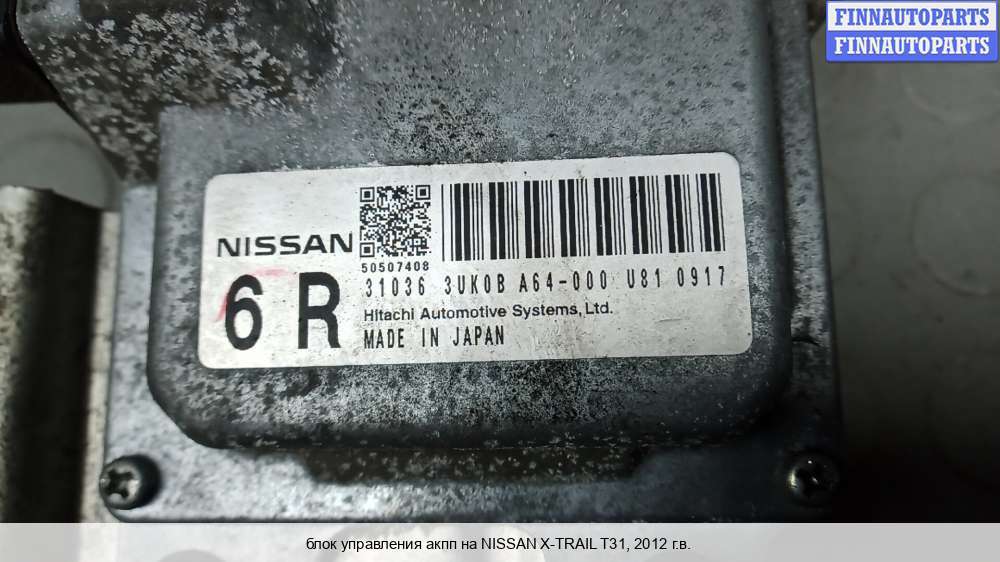 FINNAUTOPARTS
FINNAUTOPARTS
NISSAN
50507408
31036 3UK0B A64-000 U81 0917
6 R
Hitachi Automotive Systems, Ltd.
MADE IN JAPAN
блок управления акпп на NISSAN X-TRAIL T31, 2012 г.в.